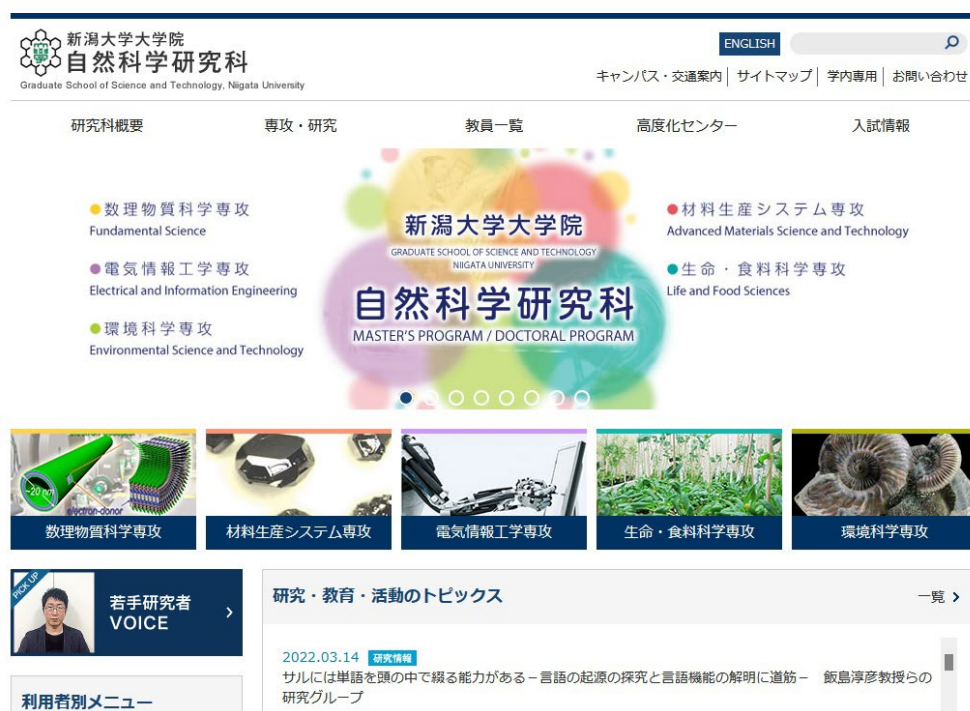 新潟大学大学院
自然科学研究科
Graduate School of Science and Technology, Niigata University
ENGLISH
キャンパス・交通案内 サイトマップ 学内専用 お問い合わせ
研究科概要 専攻・研究 教員一覧 高度化センター 入試情報
●数理物質科学専攻
Fundamental Science
●電気情報工学専攻
Electrical and Information Engineering
●環境科学専攻
Environmental Science and Technology
新潟大学大学院
GRADUATE SCHOOL OF SCIENCE AND TECHNOLOGY
NIIGATA UNIVERSITY
自然科学研究科
MASTER'S PROGRAM / DOCTORAL PROGRAM
●材料生産システム専攻
Advanced Materials Science and Technology
●生命・食料科学専攻
Life and Food Sciences
~20 nm
electron-donor
数理物質科学専攻
材料生産システム専攻
電気情報工学専攻
生命・食料科学専攻
環境科学専攻
PICK UP
若手研究者
VOICE
利用者別メニュー
研究・教育・活動のトピックス
一覧
2022.03.14 研究情報
サルには単語を頭の中で綴る能力がある－言語の起源の探究と言語機能の解明に道筋－ 飯島淳彦教授らの
研究グループ